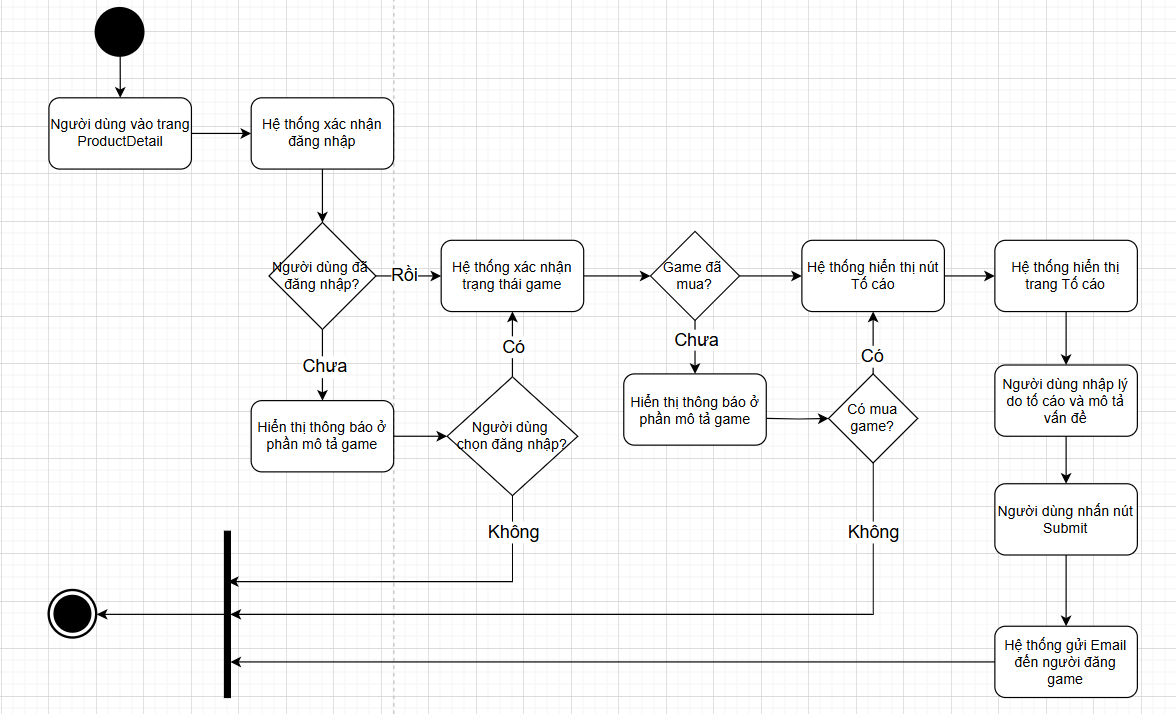 Người dùng vào trang
ProductDetail
Hệ thống xác nhận
đăng nhập
Người dùng đã
đăng nhập?
Rồi
Hệ thống xác nhận
trạng thái game
Game đã
mua?
Hệ thống hiển thị nút
Tố cáo
Hệ thống hiển thị
trang Tố cáo
Chưa
Có
Chưa
Có
Hiển thị thông báo ở
phần mô tả game
Người dùng
chọn đăng nhập?
Hiển thị thông báo ở
phần mô tả game
Có mua
game?
Người dùng nhập lý
do tố cáo và mô tả
vấn đề
Không
Không
Người dùng nhấn nút
Submit
Hệ thống gửi Email
đến người đăng
game